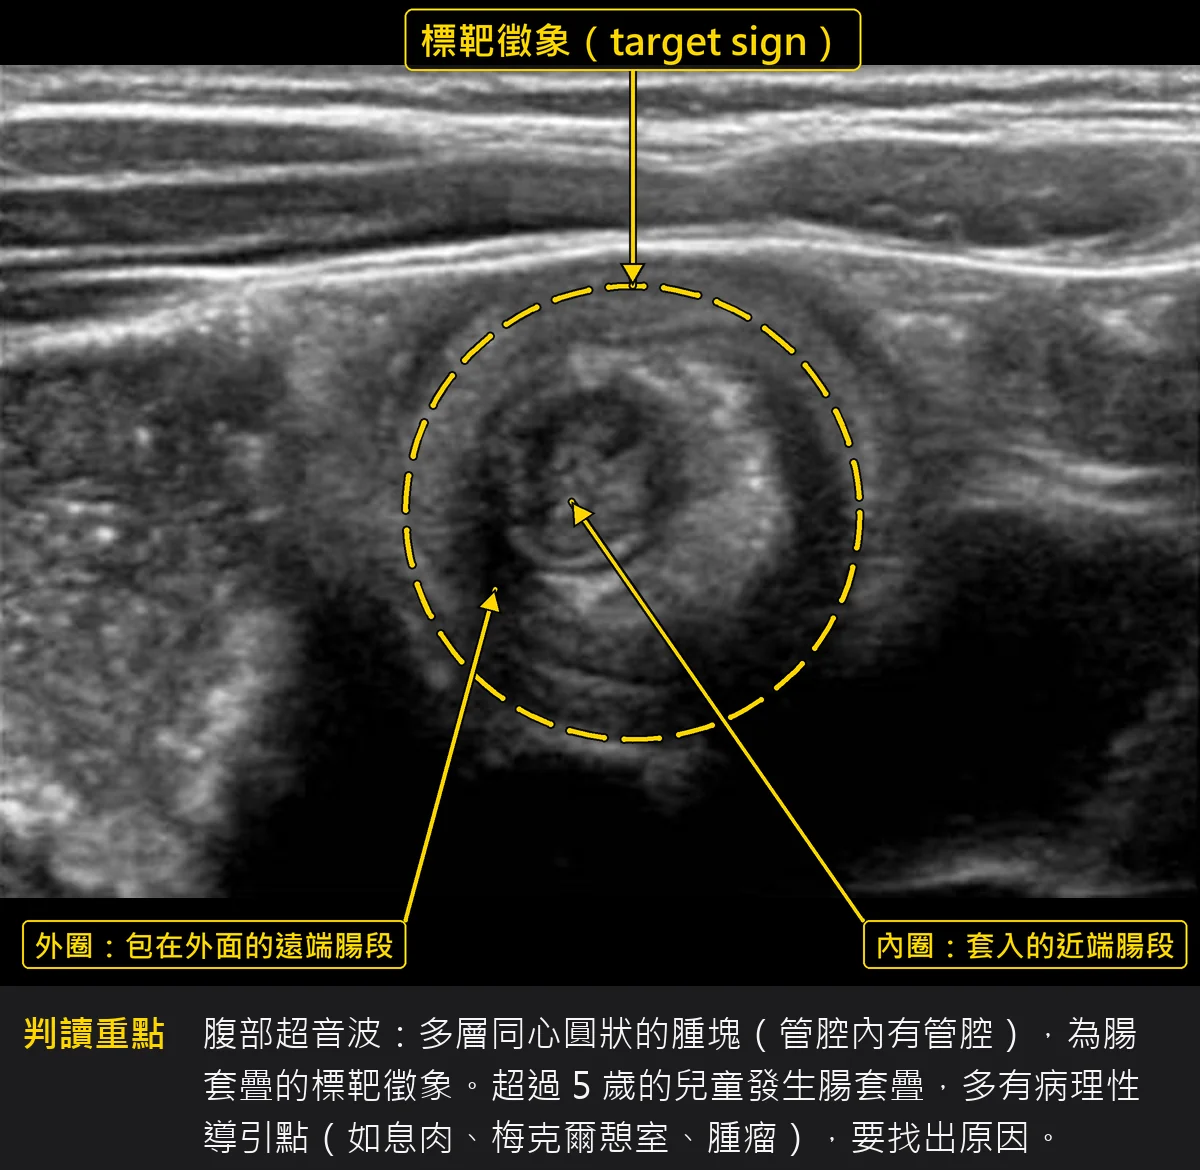 標靶徵象（target sign）
外圈：包在外面的遠端腸段
內圈：套入的近端腸段
判讀重點
腹部超音波：多層同心圓狀的腫塊（管腔內有管腔），為腸
套疊的標靶徵象。超過 5 歲的兒童發生腸套疊，多有病理性
導引點（如息肉、梅克爾憩室、腫瘤），要找出原因。